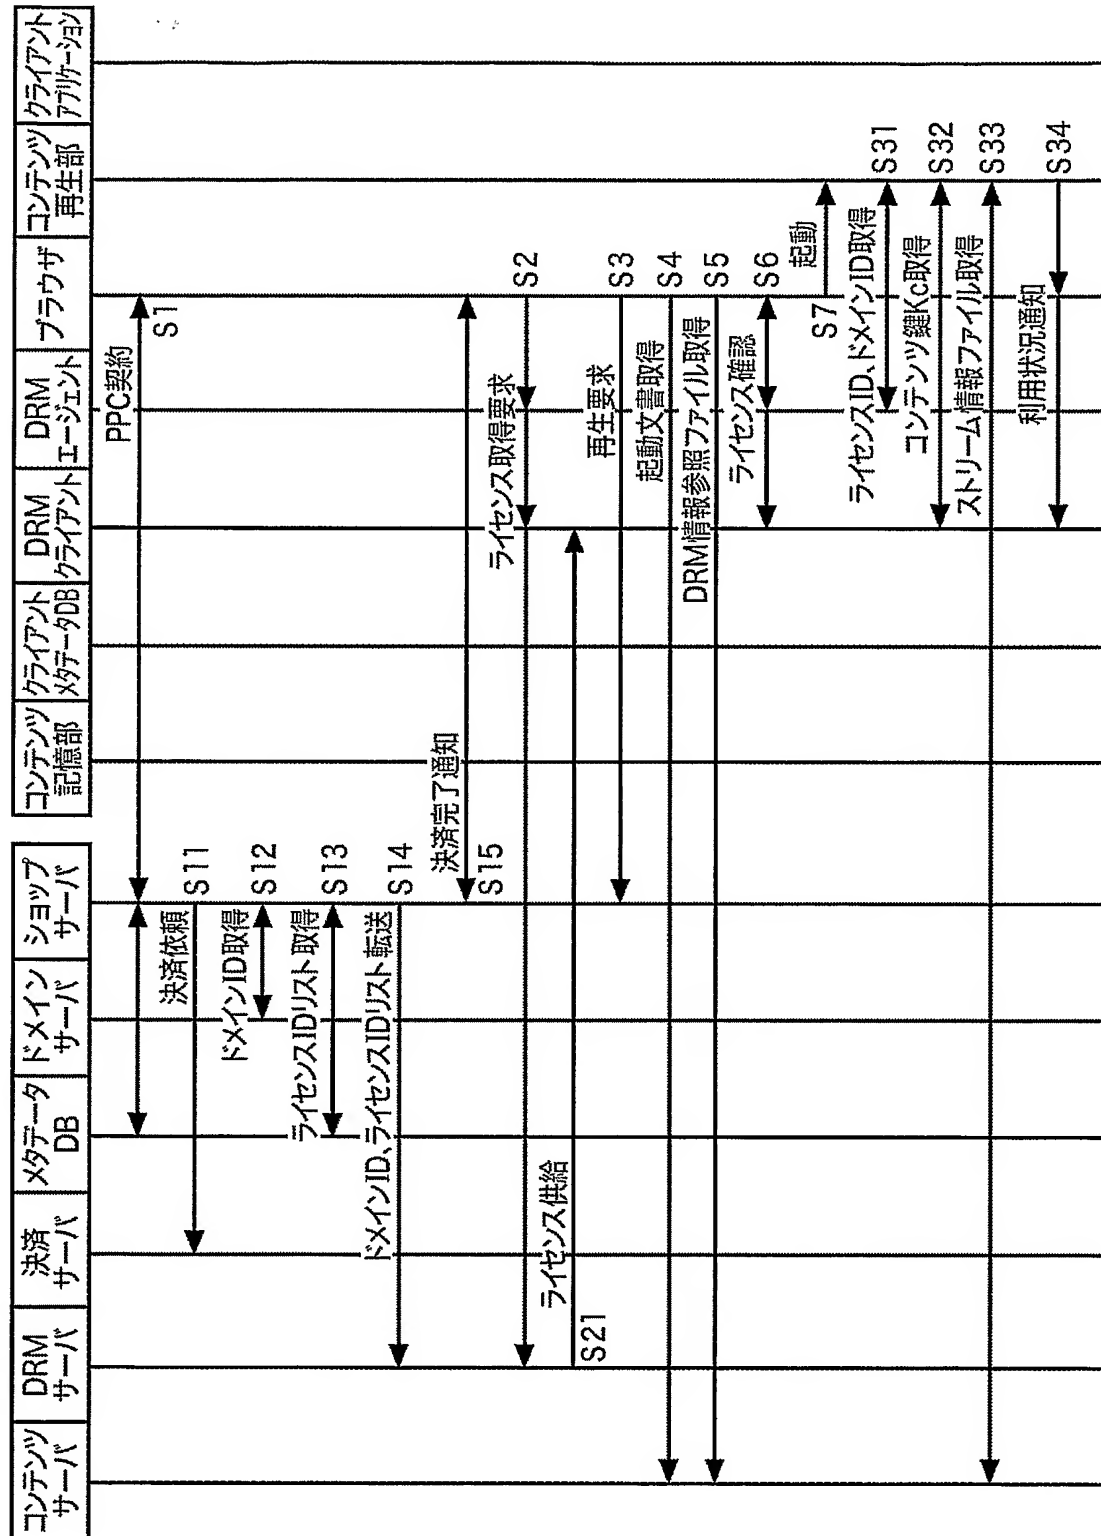 コンテンツ
サーバ
DRM
サーバ
決済
サーバ
メタデータ
DB
ドメイン
サーバ
ショップ
サーバ
コンテンツ
記憶部
クライアント
メタデータDB
DRM
クライアント
DRM
エージェント
ブラウザ
コンテンツ
再生部
クライアント
アプリケーション
PPC契約
S1
決済依頼
S11
ドメインID取得
S12
ライセンスIDリスト取得
S13
ドメインID、ライセンスIDリスト転送
S14
決済完了通知
S15
ライセンス取得要求
S2
ライセンス供給
S21
再生要求
S3
起動文書取得
S4
DRM情報参照ファイル取得
S5
ライセンス確認
S6
起動
S7
ライセンスID、ドメインID取得
S31
コンテンツ鍵Kc取得
S32
ストリーム情報ファイル取得
S33
利用状況通知
S34